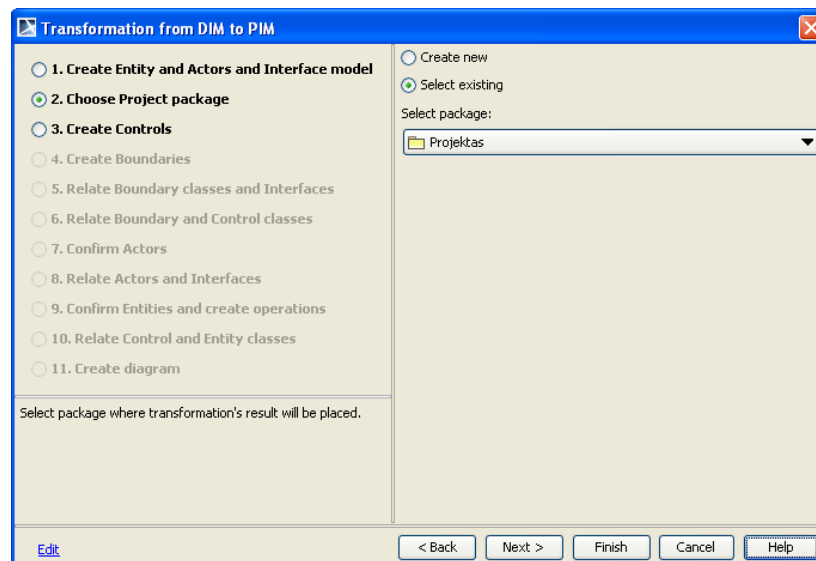 Transformation from DIM to PIM
1. Create Entity and Actors and Interface model
2. Choose Project package
3. Create Controls
4. Create Boundaries
5. Relate Boundary classes and Interfaces
6. Relate Boundary and Control classes
7. Confirm Actors
8. Relate Actors and Interfaces
9. Confirm Entities and create operations
10. Relate Control and Entity classes
11. Create diagram
Select package where transformation's result will be placed.
Create new
Select existing
Select package:
Projektas
Edit
< Back
Next >
Finish
Cancel
Help